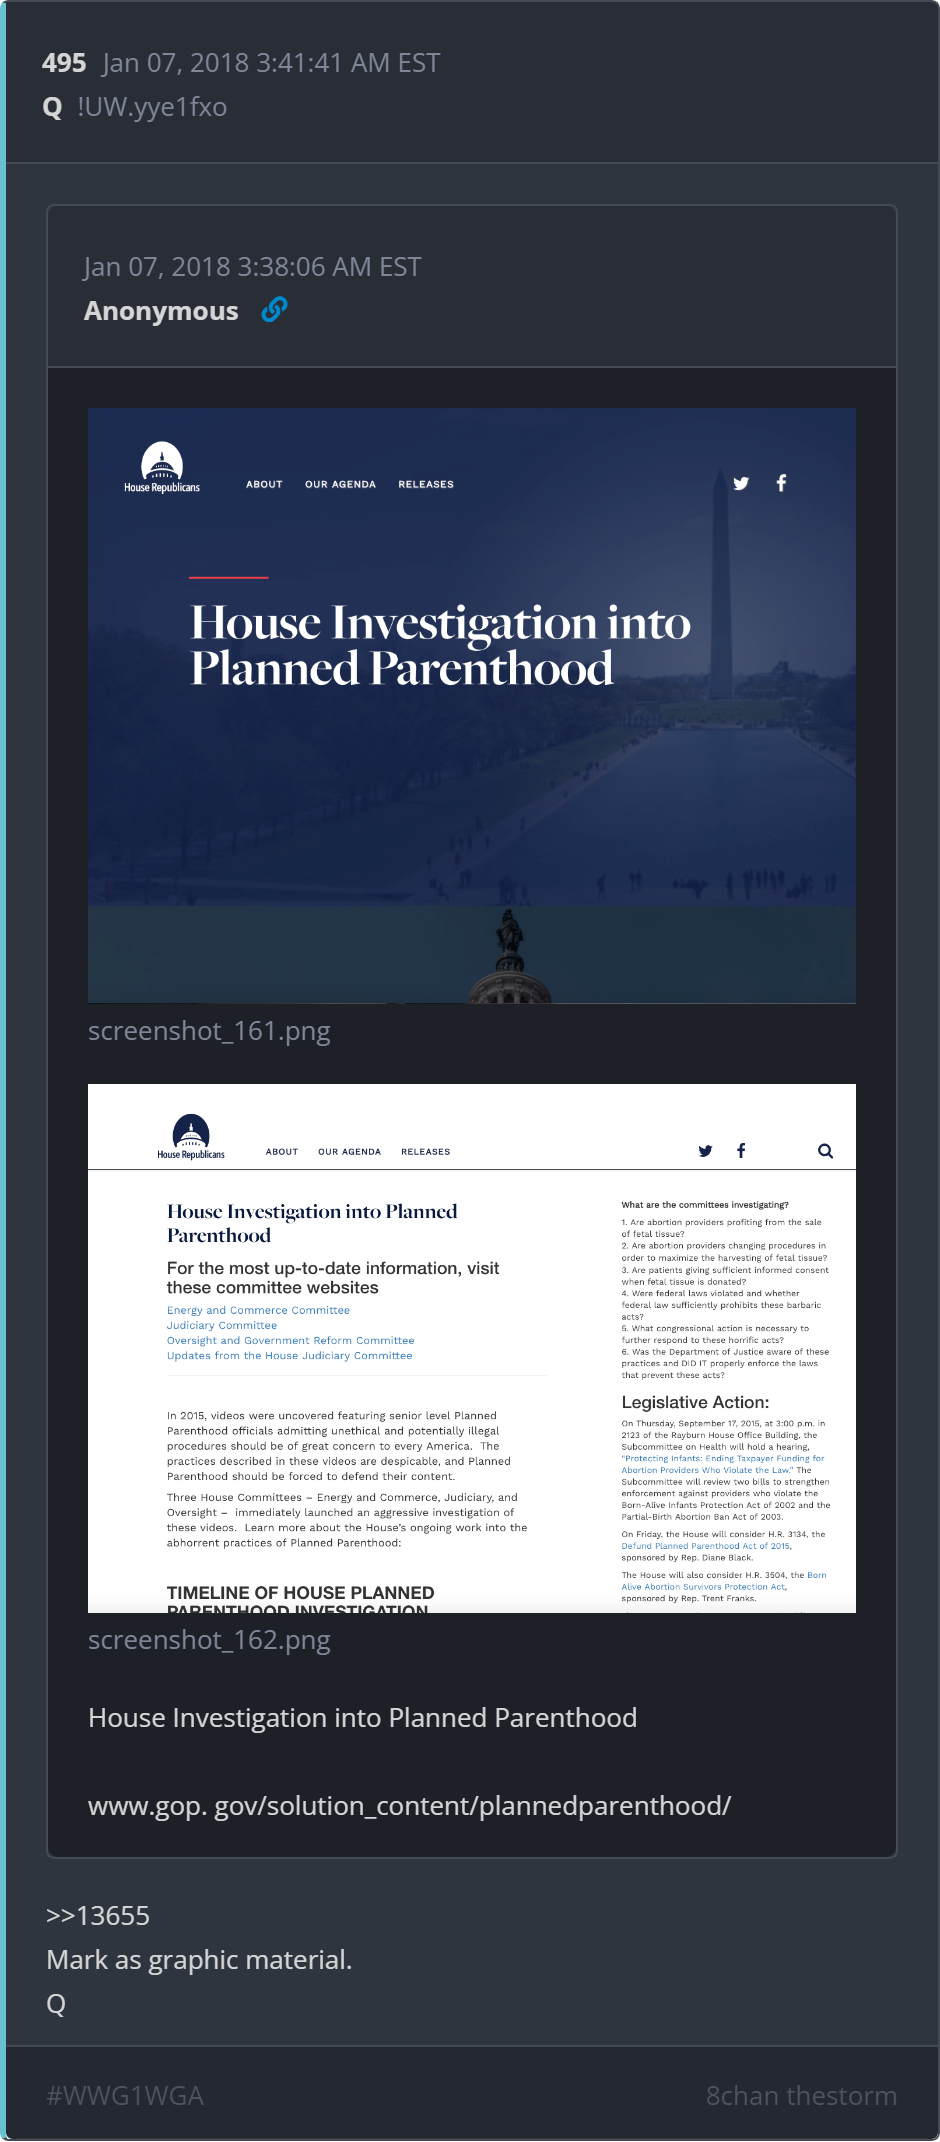 495 Jan 07, 2018 3:41:41 AM EST
Q !UW.yye1fxo
Jan 07, 2018 3:38:06 AM EST
Anonymous
House Republicans
ABOUT OUR AGENDA RELEASES
House Investigation into
Planned Parenthood
screenshot_161.png
House Republicans
ABOUT OUR AGENDA RELEASES
House Investigation into Planned
Parenthood
For the most up-to-date information, visit
these committee websites
Energy and Commerce Committee
Judiciary Committee
Oversight and Government Reform Committee
Updates from the House Judiciary Committee
In 2015, videos were uncovered featuring senior level Planned
Parenthood officials admitting unethical and potentially illegal
procedures should be of great concern to every America. The
practices described in these videos are despicable, and Planned
Parenthood should be forced to defend their content.
Three House Committees – Energy and Commerce, Judiciary, and
Oversight – immediately launched an aggressive investigation of
these videos. Learn more about the House's ongoing work into the
abhorrent practices of Planned Parenthood:
TIMELINE OF HOUSE PLANNED
PARENTHOOD INVESTIGATION
What are the committees investigating?
1. Are abortion providers profiting from the sale
of fetal tissue?
2. Are abortion providers changing procedures in
order to maximize the harvesting of fetal tissue?
3. Are patients giving sufficient informed consent
when fetal tissue is donated?
4. Were federal laws violated and whether
federal law sufficiently prohibits these barbaric
acts?
5. What congressional action is necessary to
further respond to these horrific acts?
6. Was the Department of Justice aware of these
practices and DID IT properly enforce the laws
that prevent these acts?
Legislative Action:
On Thursday, September 17, 2015, at 3:00 p.m. in
2123 of the Rayburn House Office Building, the
Subcommittee on Health will hold a hearing,
"Protecting Infants: Ending Taxpayer Funding for
Abortion Providers Who Violate the Law." The
Subcommittee will review two bills to strengthen
enforcement against providers who violate the
Born-Alive Infants Protection Act of 2002 and the
Partial-Birth Abortion Ban Act of 2003.
On Friday, the House will consider H.R. 3134, the
Defund Planned Parenthood Act of 2015,
sponsored by Rep. Diane Black.
The House will also consider H.R. 3504, the Born
Alive Abortion Survivors Protection Act,
sponsored by Rep. Trent Franks.
screenshot_162.png
House Investigation into Planned Parenthood
www.gop. gov/solution_content/plannedparenthood/
>>13655
Mark as graphic material.
Q
#WWG1WGA
8chan thestorm